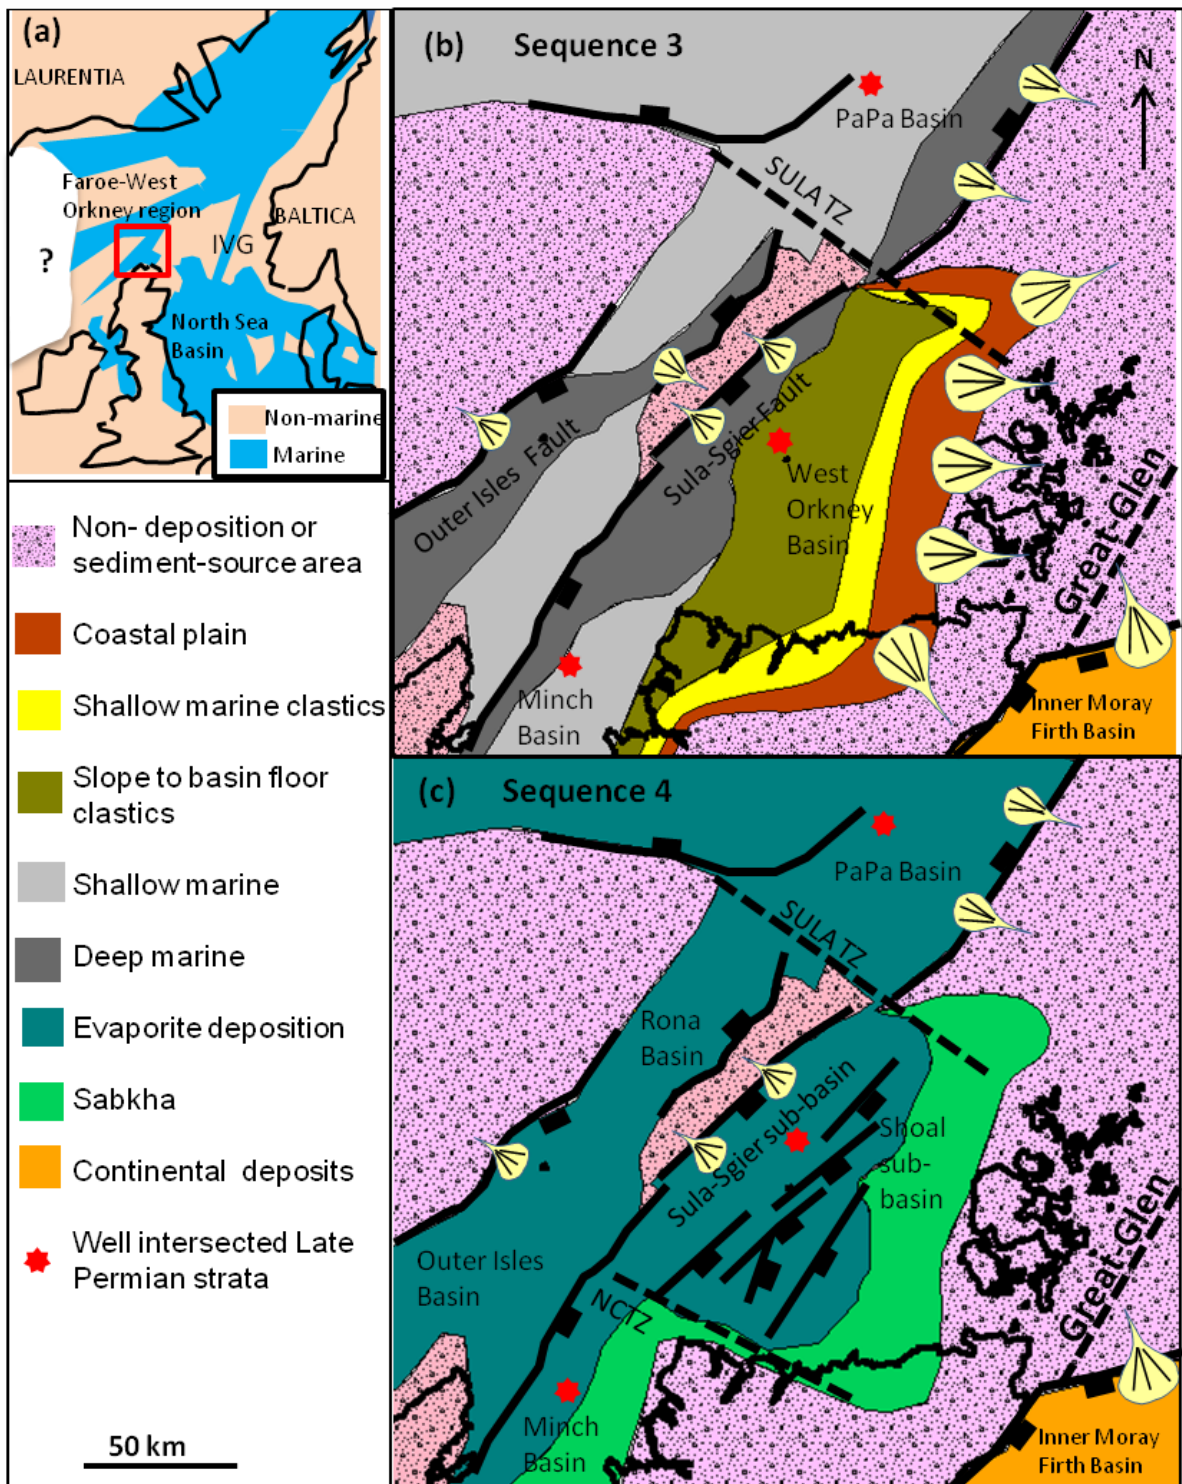 (a)
LAURENTIA
Faroe-West
Orkney region
BALTICA
?
IVG
North Sea
Basin
Non-marine
Marine
Non- deposition or
sediment-source area
Coastal plain
Shallow marine clastics
Slope to basin floor
clastics
Shallow marine
Deep marine
Evaporite deposition
Sabkha
Continental deposits
Well intersected Late
Permian strata
50 km
(b) Sequence 3
N
PaPa Basin
SULA TZ
Outer Isles Fault
Sula-Sgier Fault
West
Orkney
Basin
Great-Glen
Minch
Basin
Inner Moray
Firth Basin
(c) Sequence 4
PaPa Basin
SULA TZ
Rona
Basin
Sula-Sgier sub-basin
Shoal
sub-
basin
Outer Isles
Basin
NCTZ
Great-Glen
Minch
Basin
Inner Moray
Firth Basin